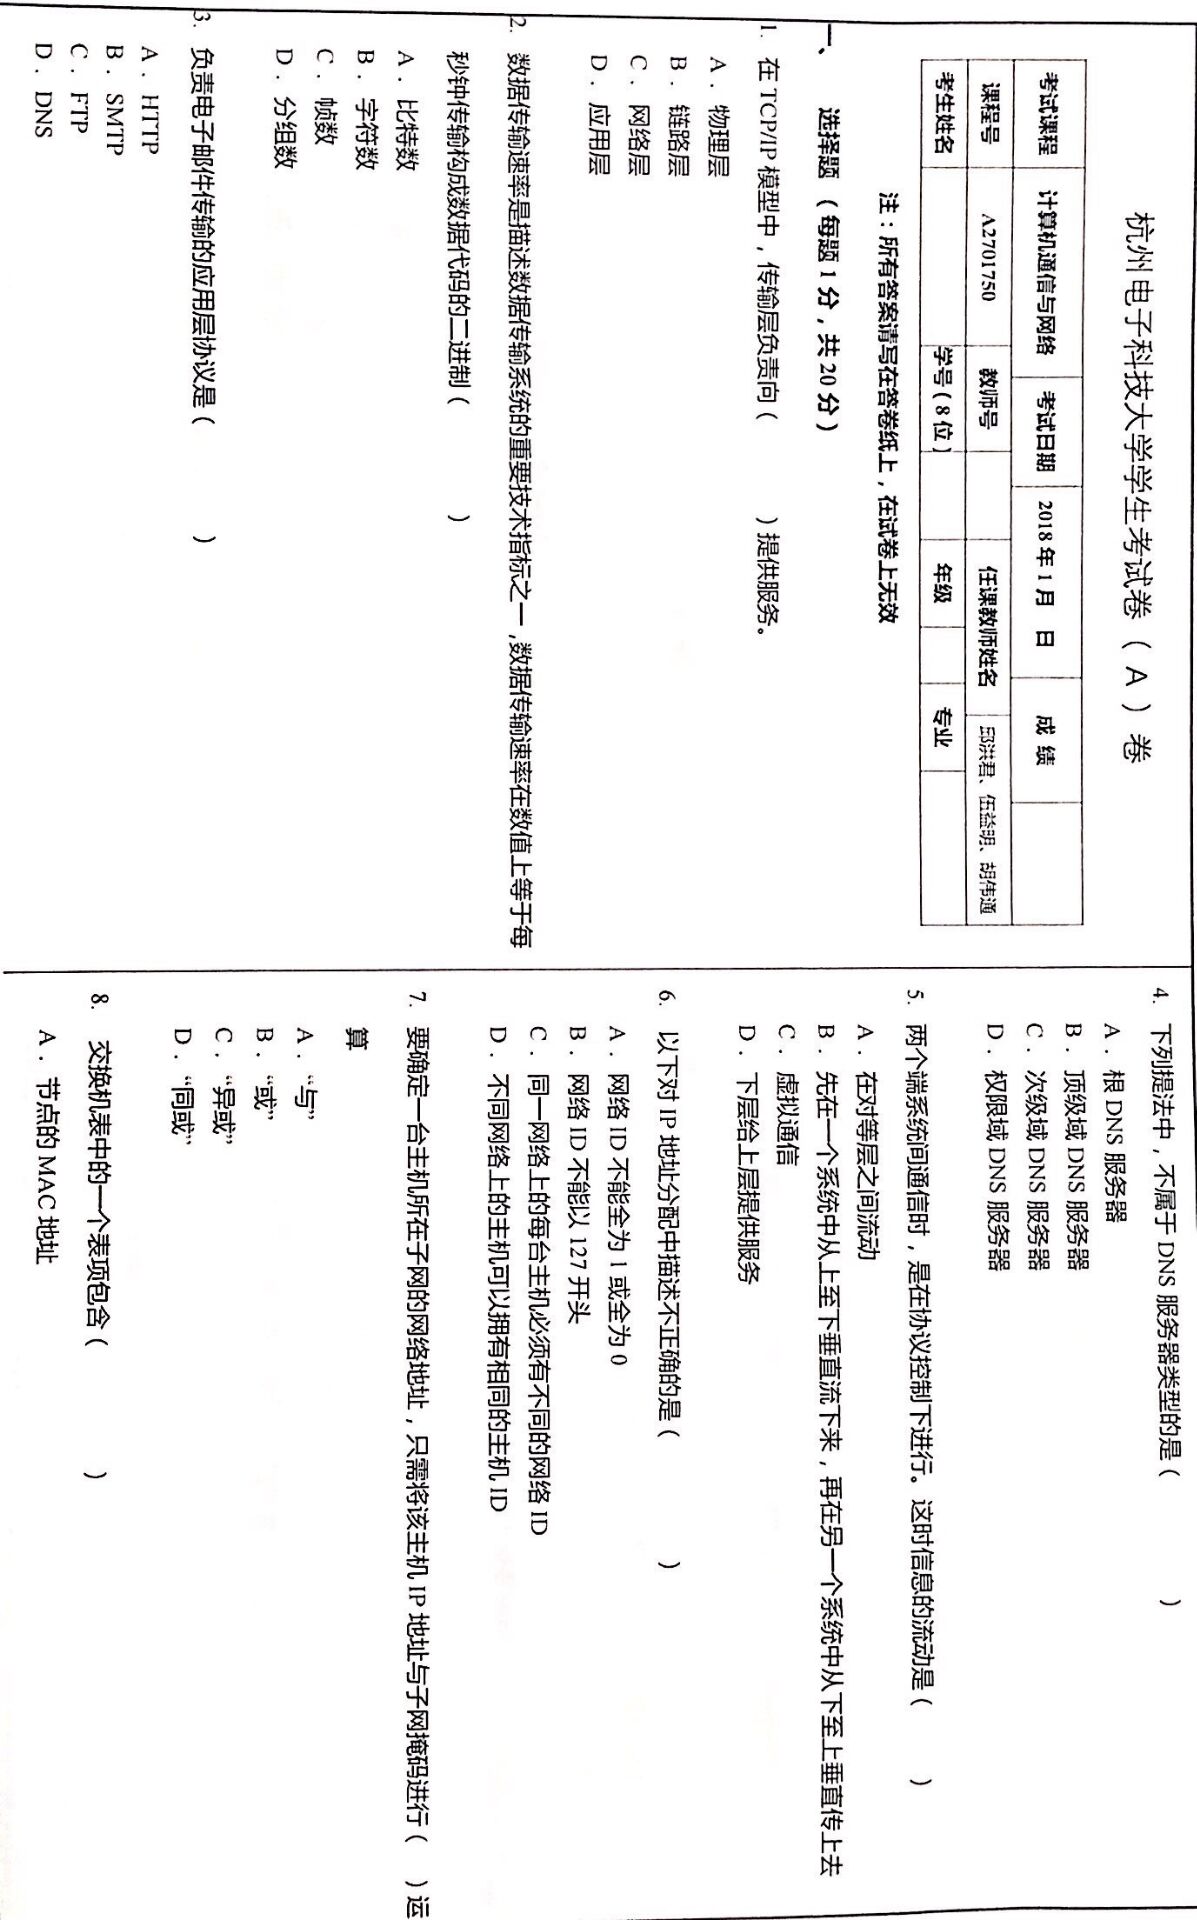 杭州电子科技大学学生考试卷（ A ）卷
考试课程 计算机通信与网络 考试日期 2018 年 1 月 日 成 绩
课程号 A2701750 教师号 任课教师姓名 邱洪君、伍益明、胡伟通
考生姓名 学号（8 位） 年级 专业
注：所有答案请写在答卷纸上，在试卷上无效
一、 选择题 （每题 1 分，共 20 分）
1. 在 TCP/IP 模型中，传输层负责向（ ）提供服务。
A． 物理层
B． 链路层
C． 网络层
D． 应用层
2. 数据传输速率是描述数据传输系统的重要技术指标之一，数据传输速率在数值上等于每
秒钟传输构成数据代码的二进制（ ）
A． 比特数
B． 字符数
C． 帧数
D． 分组数
3. 负责电子邮件传输的应用层协议是（ ）
A． HTTP
B． SMTP
C． FTP
D． DNS
4. 下列提法中，不属于 DNS 服务器类型的是（ ）
A． 根 DNS 服务器
B． 顶级域 DNS 服务器
C． 次级域 DNS 服务器
D． 权限域 DNS 服务器
5. 两个端系统间通信时，是在协议控制下进行。这时信息的流动是（ ）
A． 在对等层之间流动
B． 先在一个系统中从上至下垂直流下来，再在另一个系统中从下至上垂直传上去
C． 虚拟通信
D． 下层给上层提供服务
6. 以下对 IP 地址分配中描述不正确的是（ ）
A． 网络 ID 不能全为 1 或全为 0
B． 网络 ID 不能以 127 开头
C． 同一网络上的每台主机必须有不同的网络 ID
D． 不同网络上的主机可以拥有相同的主机 ID
7. 要确定一台主机所在子网的网络地址，只需将该主机 IP 地址与子网掩码进行（ ）运
算
A． “与”
B． “或”
C． “异或”
D． “同或”
8. 交换机表中的一个表项包含（ ）
A． 节点的 MAC 地址